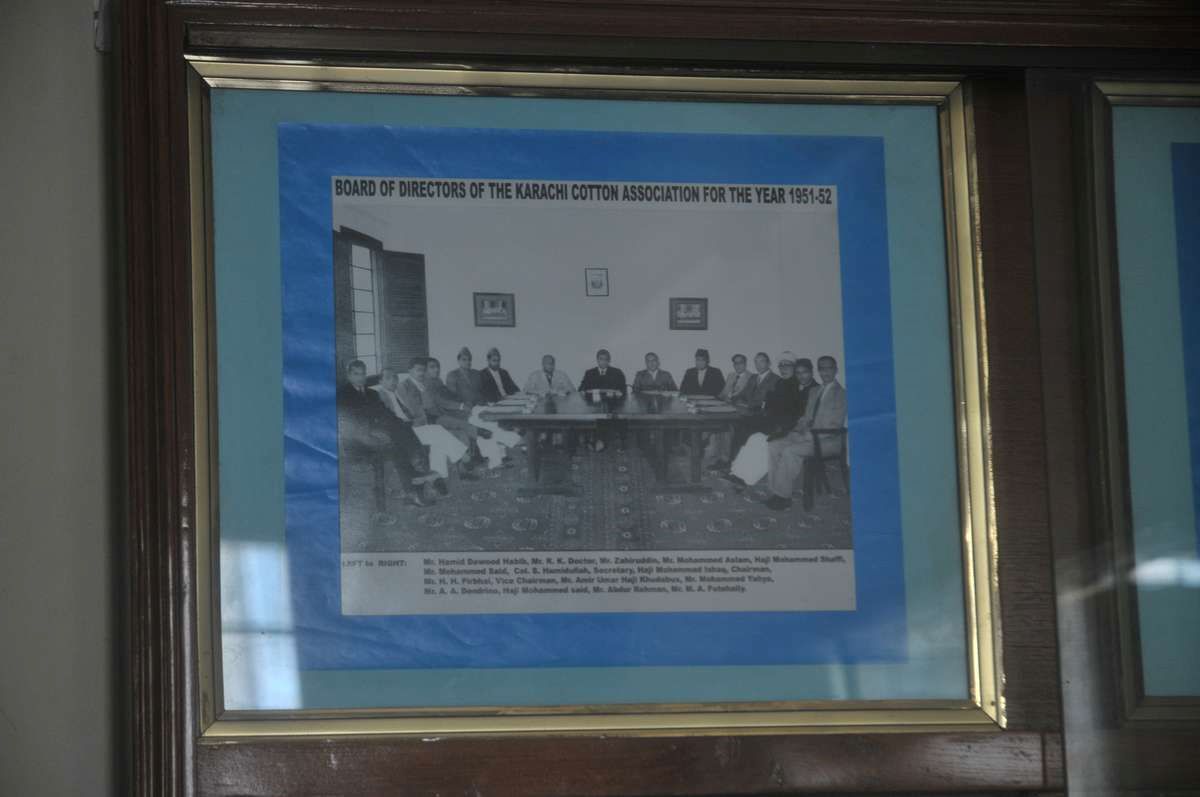 BOARD OF DIRECTORS OF THE KARACHI COTTON ASSOCIATION FOR THE YEAR 1951-52
LEFT to RIGHT: Mr. Hamid Dawood Habib, Mr. K. K. Doctor, Mr. Zahiruddin, Mr. Mohammed Aslam, Haji Mohammed Shaffi,
Mr. Mohammed Said, Col. S. Hamidullah, Secretary, Haji Mohammed Ishaq, Chairman,
Mr. H. H. Pirbhai, Vice Chairman, Mr. Amir Umar Haji Khudabux, Mr. Mohammed Yahya,
Mr. A. A. Dondrino, Haji Mohammed said, Mr. Abdur Rahman, Mr. M. A. Fatehally.